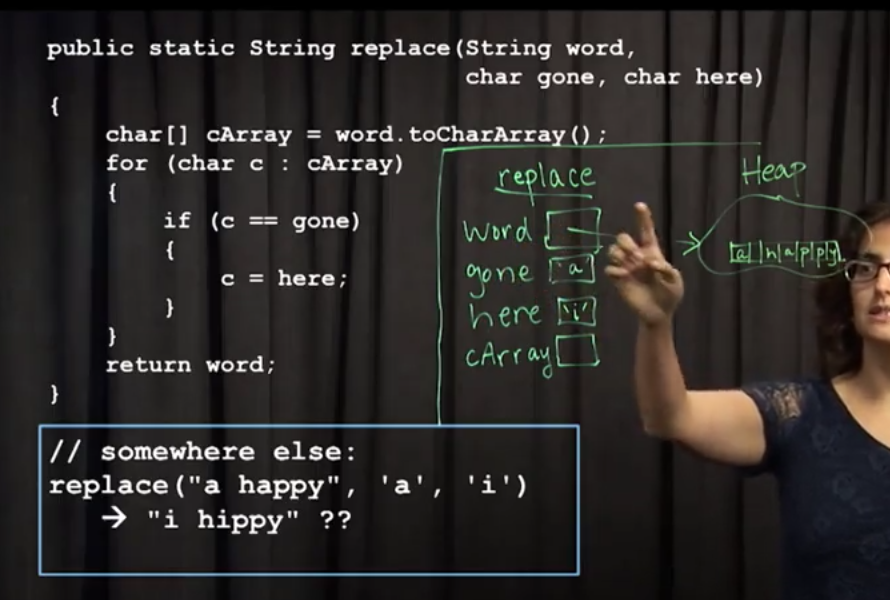 public static String replace(String word,
char gone, char here)
{
char[] cArray = word.toCharArray();
for (char c : cArray)
{
if (c == gone)
{
c = here;
}
}
return word;
}
replace
word
gone 'a'
here 'i'
cArray
Heap
a| |h|a|p|p|y
// somewhere else:
replace("a happy", 'a', 'i')
→ "i hippy" ??